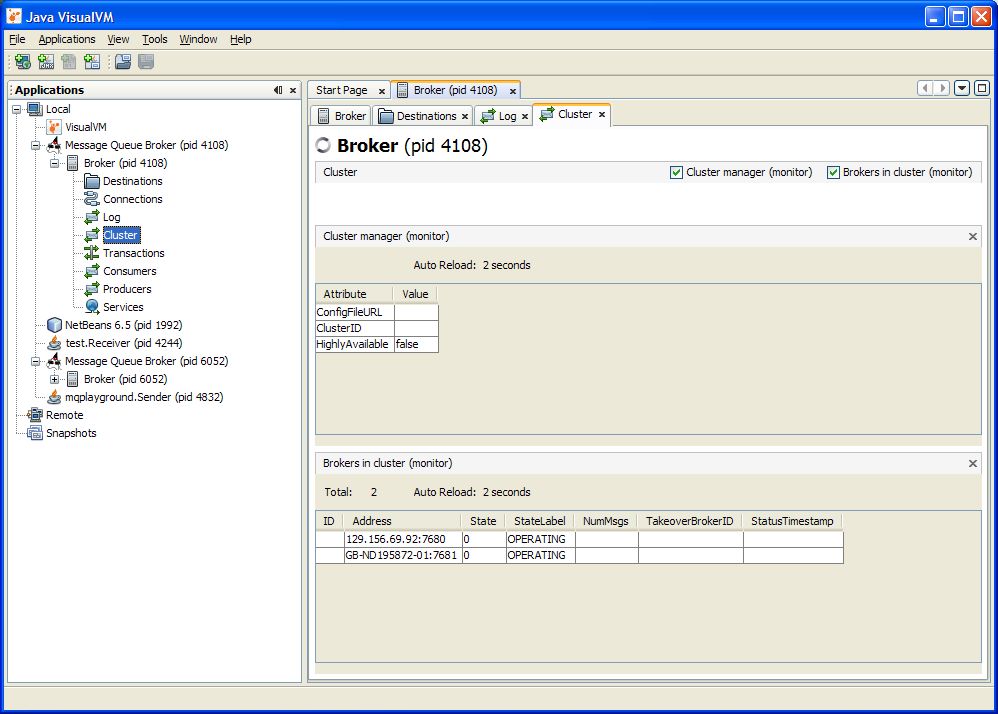 Java VisualVM
File Applications View Tools Window Help
Applications
Local
VisualVM
Message Queue Broker (pid 4108)
Broker (pid 4108)
Destinations
Connections
Log
Cluster
Transactions
Consumers
Producers
Services
NetBeans 6.5 (pid 1992)
test.Receiver (pid 4244)
Message Queue Broker (pid 6052)
Broker (pid 6052)
mqplayground.Sender (pid 4832)
Remote
Snapshots
Start Page Broker (pid 4108)
Broker Destinations Log Cluster
Broker (pid 4108)
Cluster Cluster manager (monitor) Brokers in cluster (monitor)
Cluster manager (monitor)
Auto Reload: 2 seconds
Attribute Value
ConfigFileURL
ClusterID
HighlyAvailable false
Brokers in cluster (monitor)
Total: 2 Auto Reload: 2 seconds
ID Address State StateLabel NumMsgs TakeoverBrokerID StatusTimestamp
129.156.69.92:7680 0 OPERATING
GB-ND195872-01:7681 0 OPERATING